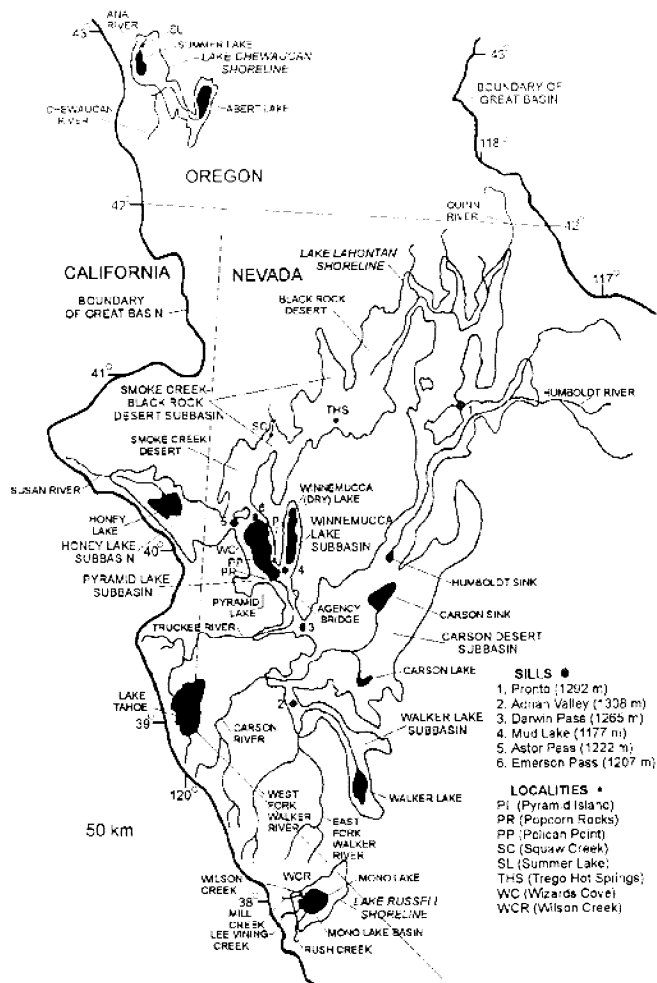 ANA
RIVER
SL
SUMMER LAKE
LAKE CHEWAUCAN
SHORELINE
43°
CHEWAUCAN
RIVER
ABERT LAKE
43°
BOUNDARY OF
GREAT BASIN
118°
OREGON
42°
QUINN
RIVER
42°
CALIFORNIA
NEVADA
LAKE LAHONTAN
SHORELINE
117°
BOUNDARY
OF GREAT BASIN
BLACK ROCK
DESERT
41°
SMOKE CREEK-
BLACK ROCK
DESERT SUBBASIN
THS
HUMBOLDT RIVER
1
SC
SMOKE CREEK
DESERT
SUSAN RIVER
WINNEMUCCA
(DRY) LAKE
HONEY
LAKE
5
6
PI
WINNEMUCCA
LAKE
SUBBASIN
40°
HONEY LAKE
SUBBASIN
WC
PP
PR
4
PYRAMID LAKE
SUBBASIN
HUMBOLDT SINK
PYRAMID
LAKE
AGENCY
BRIDGE
CARSON SINK
TRUCKEE RIVER
3
CARSON DESERT
SUBBASIN
CARSON LAKE
LAKE
TAHOE
39°
2
CARSON
RIVER
WALKER LAKE
SUBBASIN
120°
WEST
FORK
WALKER
RIVER
WALKER LAKE
EAST
FORK
WALKER
RIVER
50 km
WILSON
CREEK
WCR
MONO LAKE
38°
LAKE RUSSELL
SHORELINE
MILL
CREEK
LEE VINING
CREEK
MONO LAKE BASIN
RUSH CREEK
SILLS
1, Pronto (1292 m)
2. Adrian Valley (1308 m)
3. Darwin Pass (1265 m)
4. Mud Lake (1177 m)
5. Astor Pass (1222 m)
6. Emerson Pass (1207 m)
LOCALITIES
PI (Pyramid Island)
PR (Popcorn Rocks)
PP (Pelican Point)
SC (Squaw Creek)
SL (Summer Lake)
THS (Trego Hot Springs)
WC (Wizards Cove)
WCR (Wilson Creek)